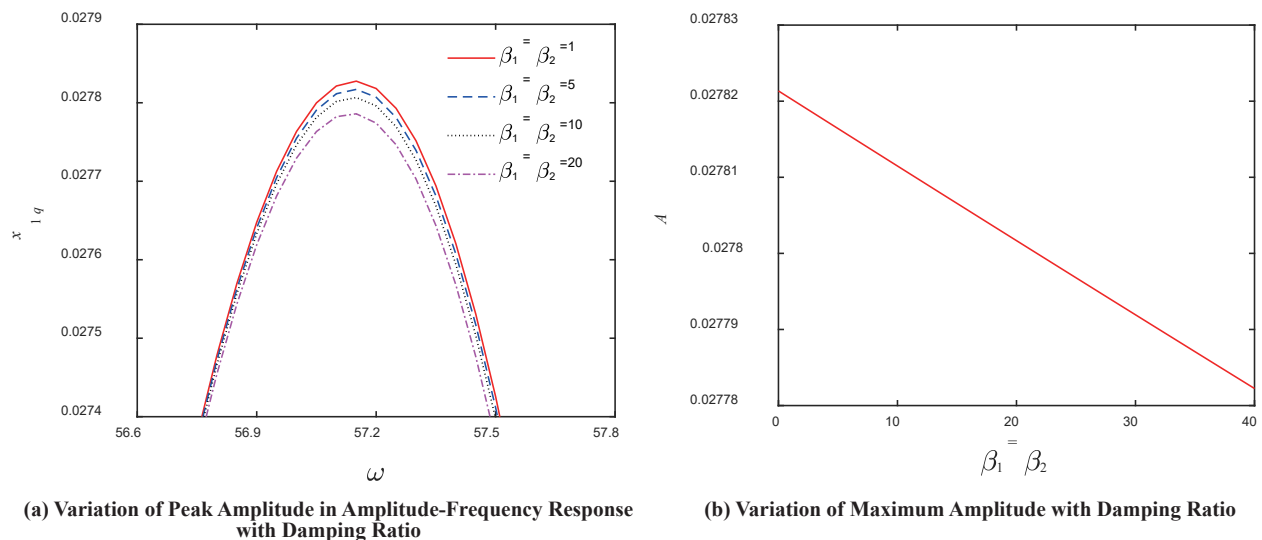 0.0279
0.0278
0.0277
0.0276
0.0275
0.0274
x 1q
56.6 56.9 57.2 57.5 57.8
ω
β1 = β2 =1
β1 = β2 =5
β1 = β2 =10
β1 = β2 =20
(a) Variation of Peak Amplitude in Amplitude-Frequency Response
with Damping Ratio
0.02783
0.02782
0.02781
0.0278
0.02779
0.02778
A
0 10 20 30 40
β1 = β2
(b) Variation of Maximum Amplitude with Damping Ratio